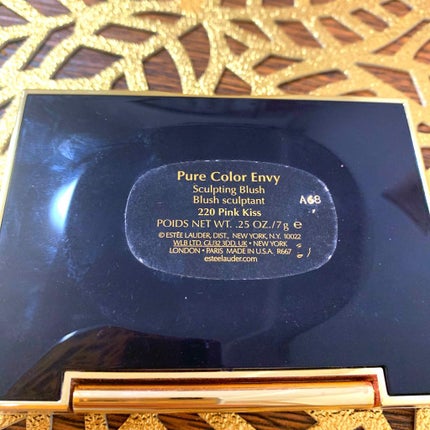 Pure Color Envy
Sculpting Blush
Blush sculptant
220 Pink Kiss
A68
POIDS NET WT. .25 OZ./7g ℮
© ESTÉE LAUDER, DIST., NEW YORK, N.Y. 10022
WLB LTD, GU32 3DD, UK • NEW YORK
LONDON • PARIS MADE IN U.S.A. R667
esteelauder.com